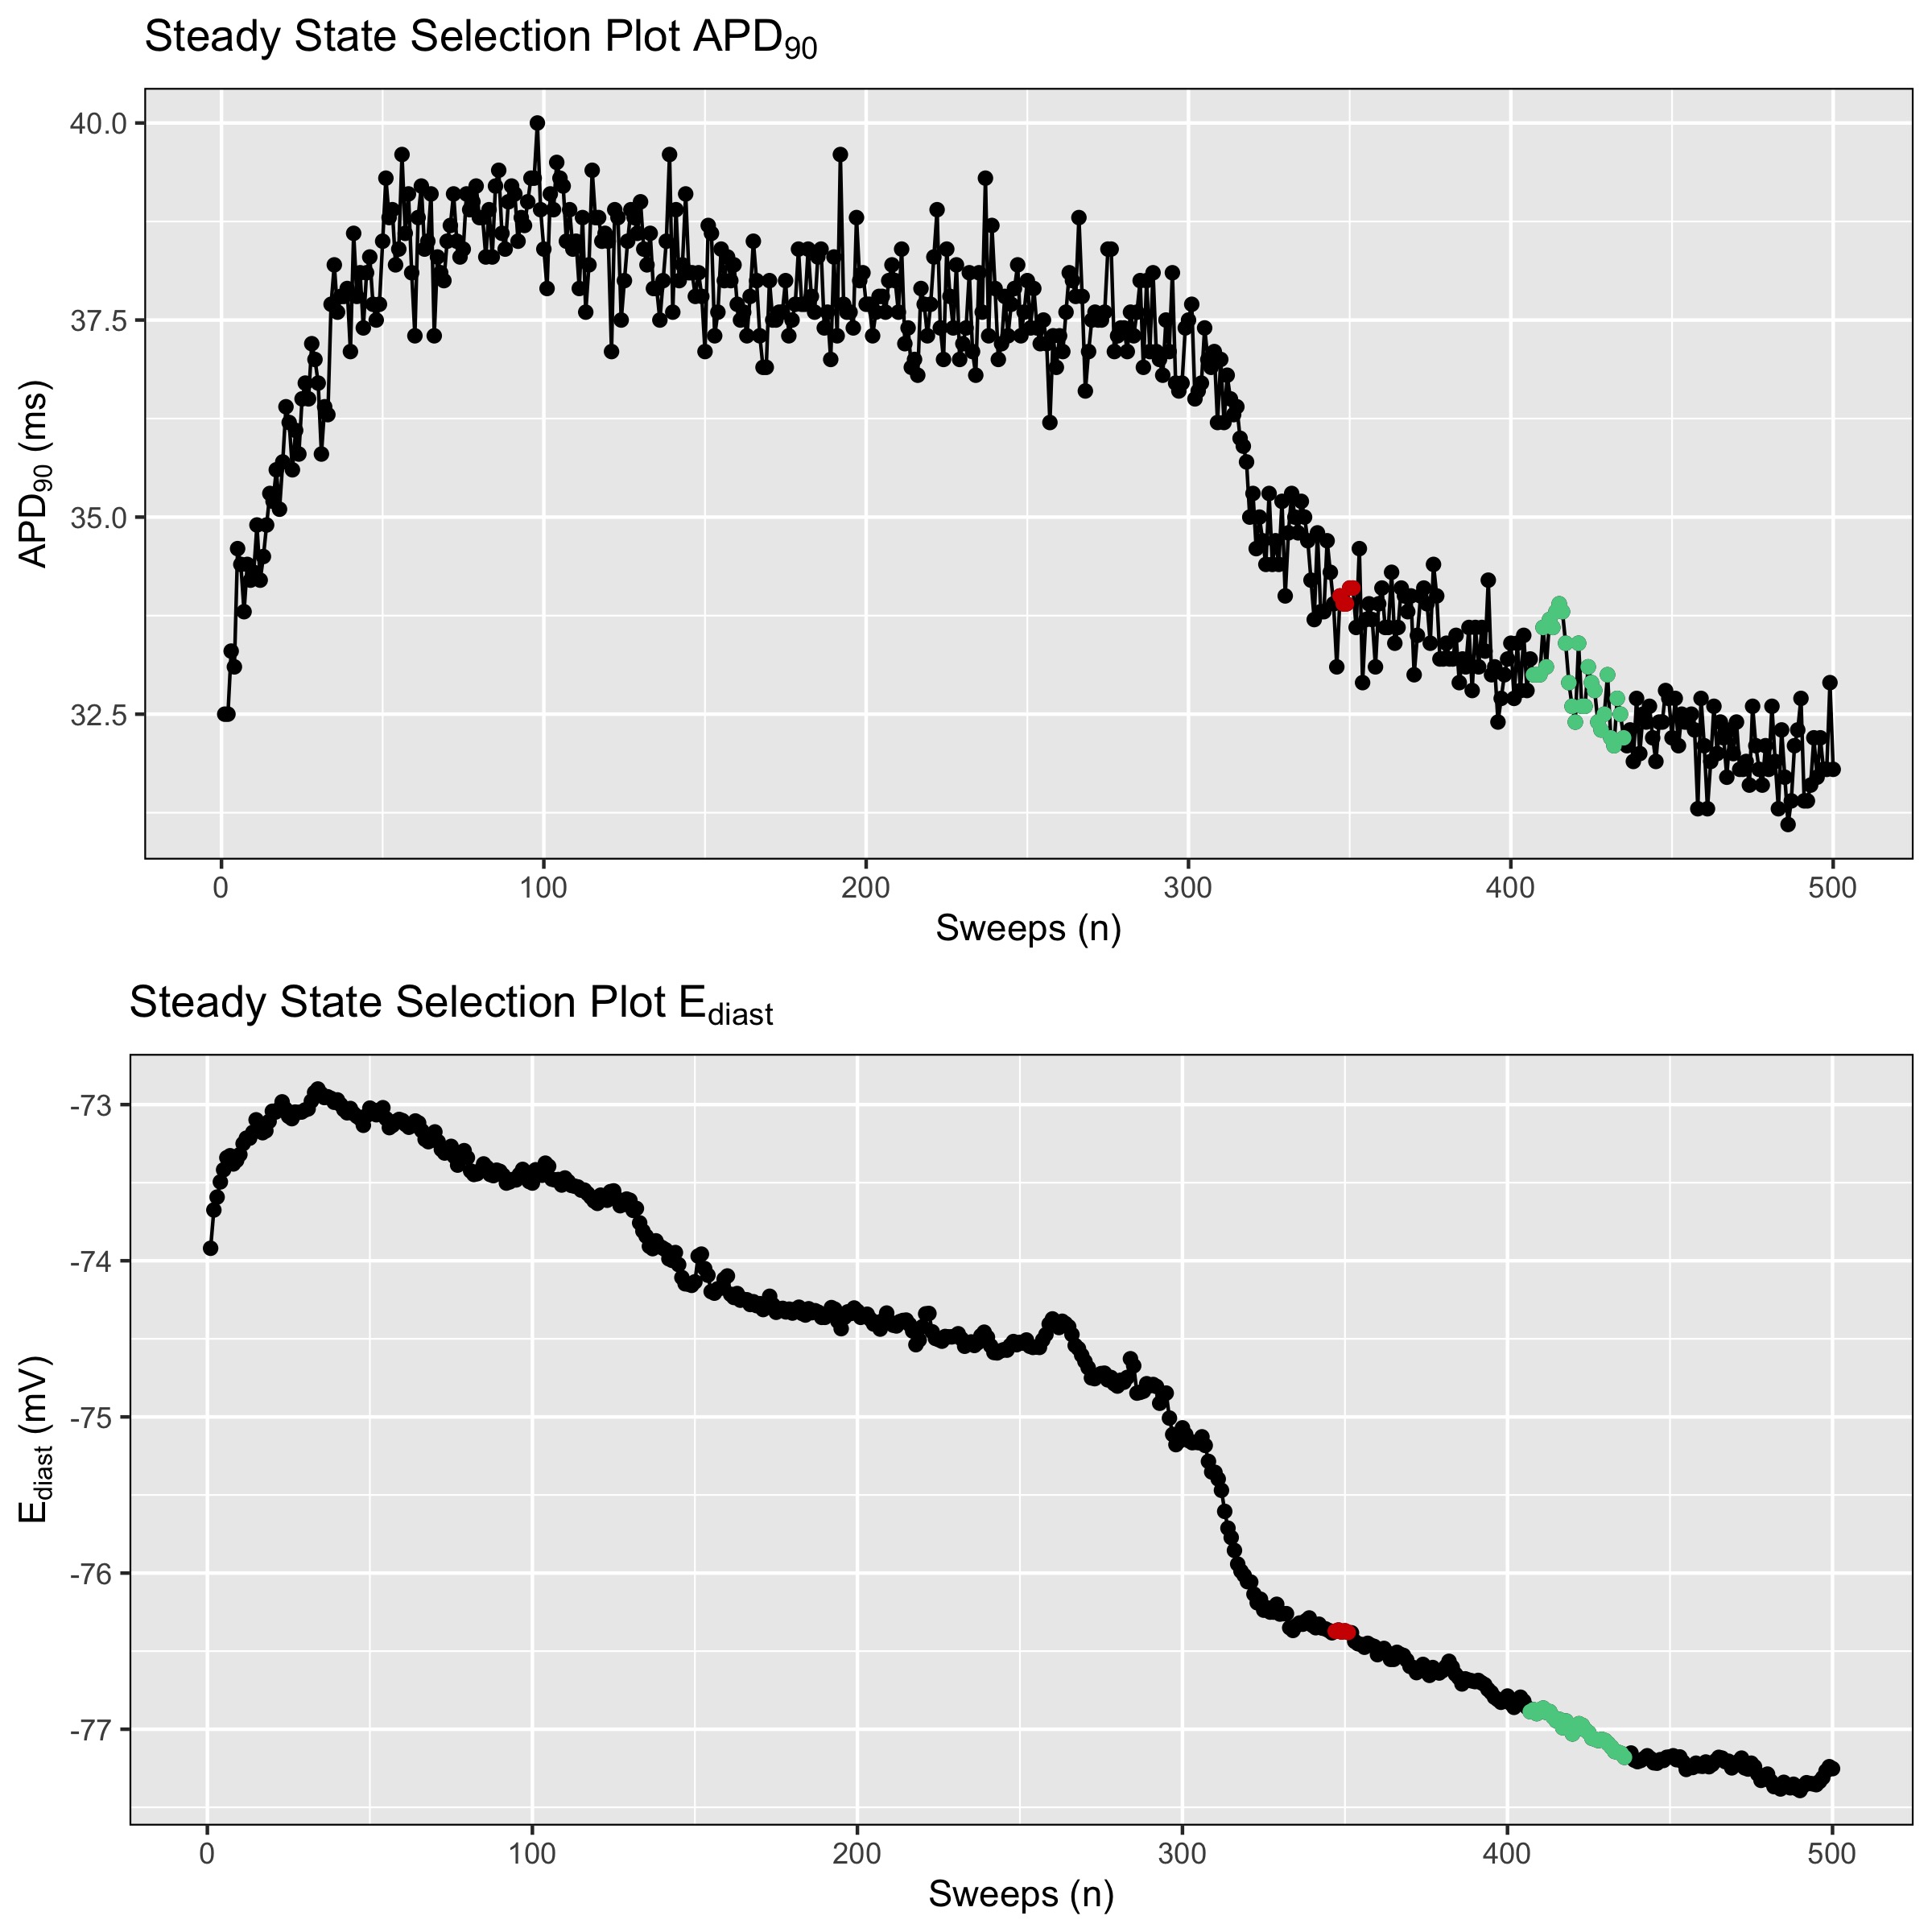 Steady State Selection Plot APD90
40.0
37.5
35.0
32.5
APD90 (ms)
0 100 200 300 400 500
Sweeps (n)
Steady State Selection Plot Ediast
-73
-74
-75
-76
-77
Ediast (mV)
0 100 200 300 400 500
Sweeps (n)